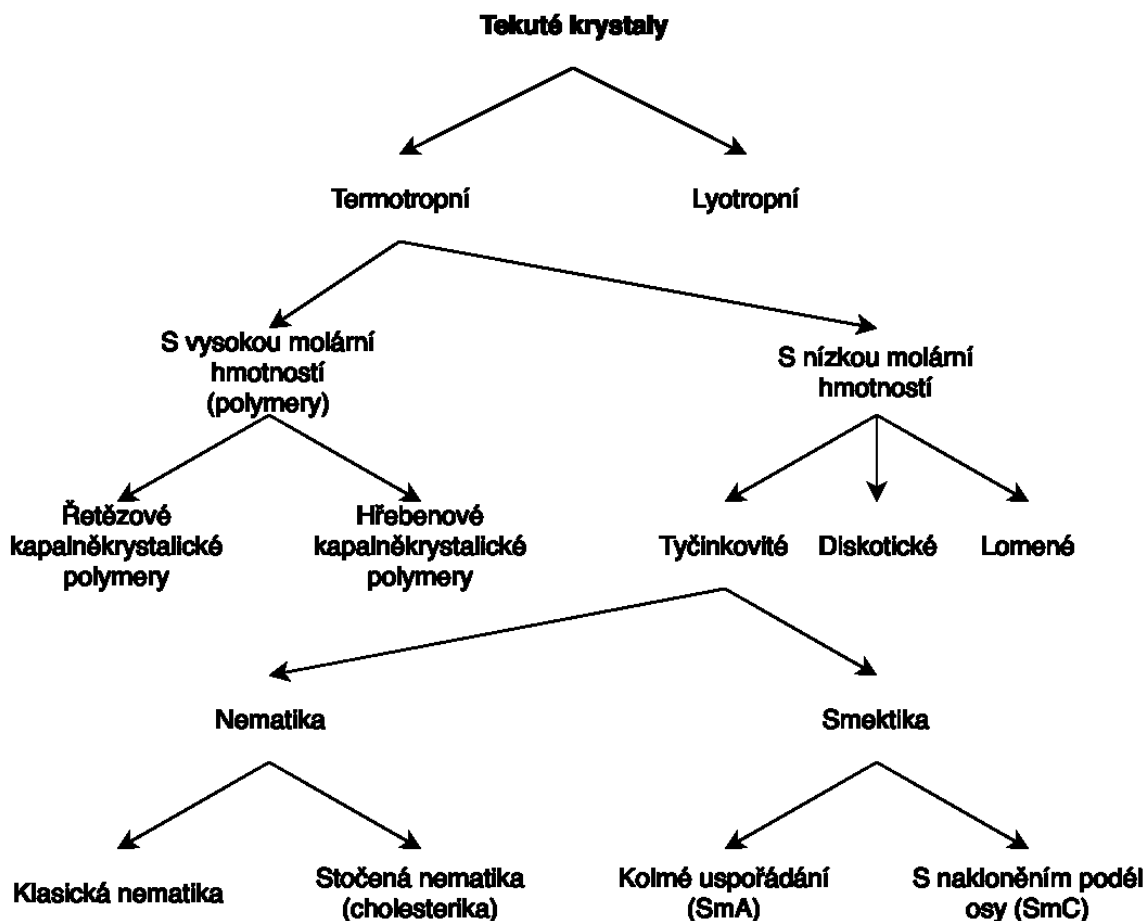 Tekuté krystaly
Termotropní
Lyotropní
S vysokou molární
hmotností
(polymery)
S nízkou molární
hmotností
Řetězové
kapalněkrystalické
polymery
Hřebenové
kapalněkrystalické
polymery
Tyčinkovité
Diskotické
Lomené
Nematika
Smektika
Klasická nematika
Stočená nematika
(cholesterika)
Kolmé uspořádání
(SmA)
S nakloněním podél
osy (SmC)